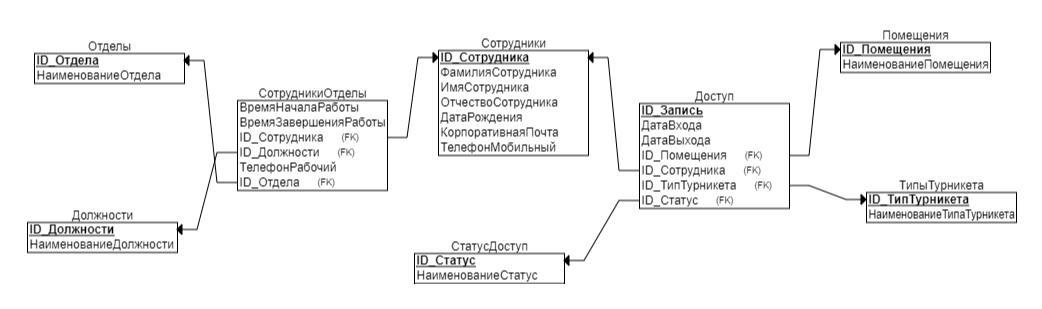 Отделы
ID_Отдела
НаименованиеОтдела
СотрудникиОтделы
ВремяНачалаРаботы
ВремяЗавершенияРаботы
ID_Сотрудника (FK)
ID_Должности (FK)
ТелефонРабочий
ID_Отдела (FK)
Должности
ID_Должности
НаименованиеДолжности
Сотрудники
ID_Сотрудника
ФамилияСотрудника
ИмяСотрудника
ОтчествоСотрудника
ДатаРождения
КорпоративнаяПочта
ТелефонМобильный
СтатусДоступ
ID_Статус
НаименованиеСтатус
Доступ
ID_Запись
ДатаВхода
ДатаВыхода
ID_Помещения (FK)
ID_Сотрудника (FK)
ID_ТипТурникета (FK)
ID_Статус (FK)
Помещения
ID_Помещения
НаименованиеПомещения
ТипыТурникета
ID_ТипТурникета
НаименованиеТипаТурникета